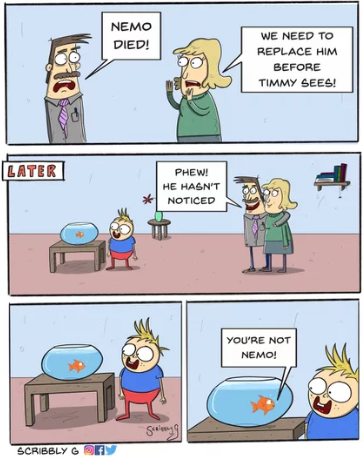 NEMO
DIED!
WE NEED TO
REPLACE HIM
BEFORE
TIMMY SEES!
LATER
PHEW!
HE HASN'T
NOTICED
Scribbly G
YOU'RE NOT
NEMO!
SCRIBBLY G